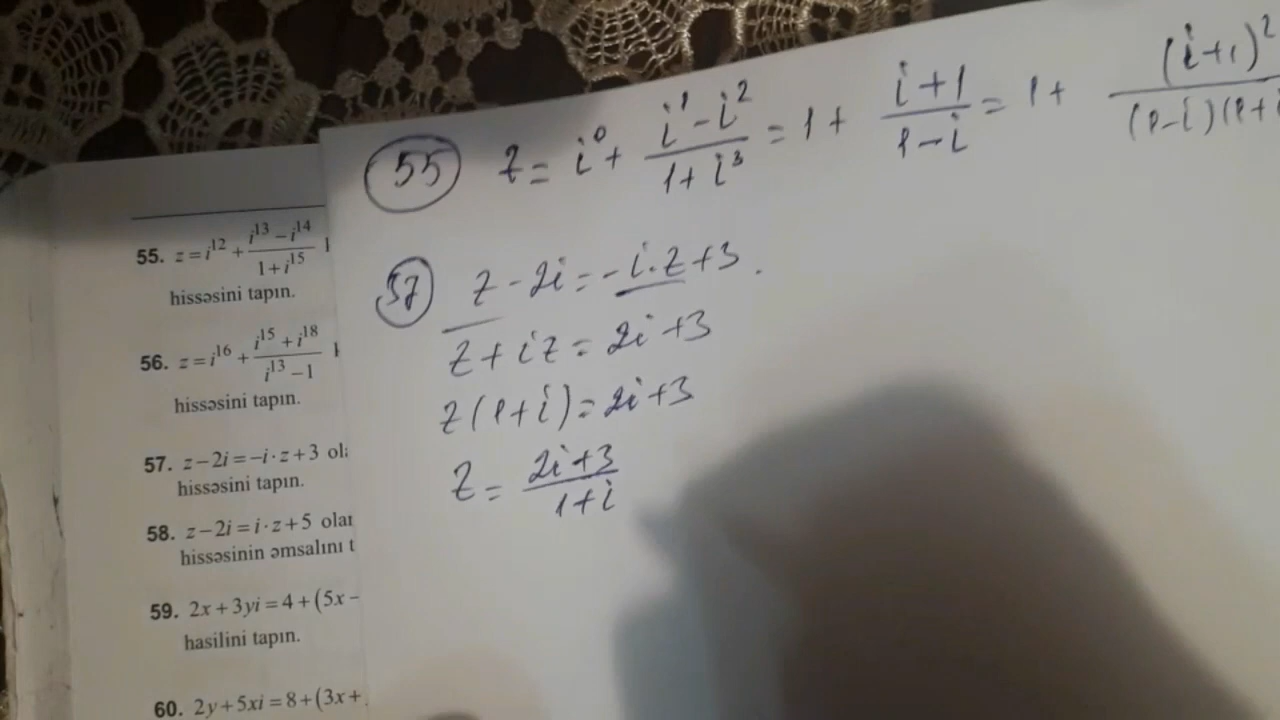 55 z = i⁰ + (i¹ - i²)/(1 + i³) = 1 + (i+1)/(1-i) = 1 + (i+1)²/(1-i)(1+i
57 z - 2i = -i·z + 3.
z + iz = 2i + 3
z(1+i) = 2i + 3
z = (2i+3)/(1+i)
55. z = i¹² + (i¹³ - i¹⁴)/(1 + i¹⁵)
hissəsini tapın.
56. z = i¹⁶ + (i¹⁵ + i¹⁸)/(i¹³ - 1)
hissəsini tapın.
57. z - 2i = -i·z + 3
hissəsini tapın.
58. z - 2i = i·z + 5 olar
hissəsinin əmsalını t
59. 2x + 3yi = 4 + (5x -
hasilini tapın.
60. 2y + 5xi = 8 + (3x +